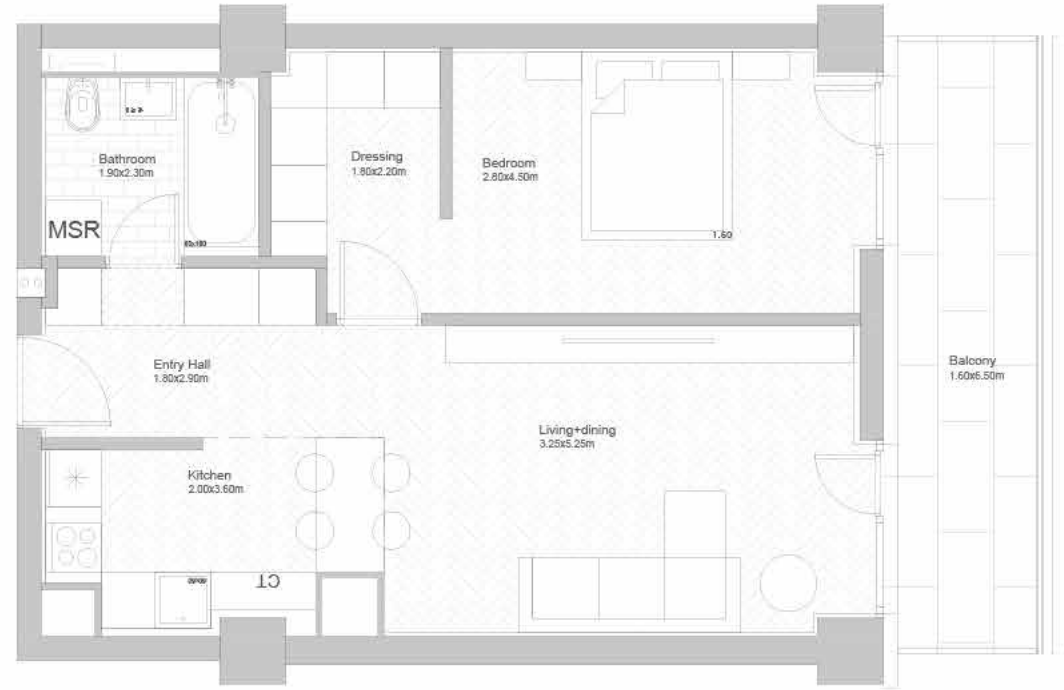 Bathroom
1.90x2.30m
MSR
Dressing
1.80x2.20m
Bedroom
2.80x4.50m
1.60
Entry Hall
1.80x2.90m
Living+dining
3.25x5.25m
Balcony
1.60x6.50m
Kitchen
2.00x3.60m
CT